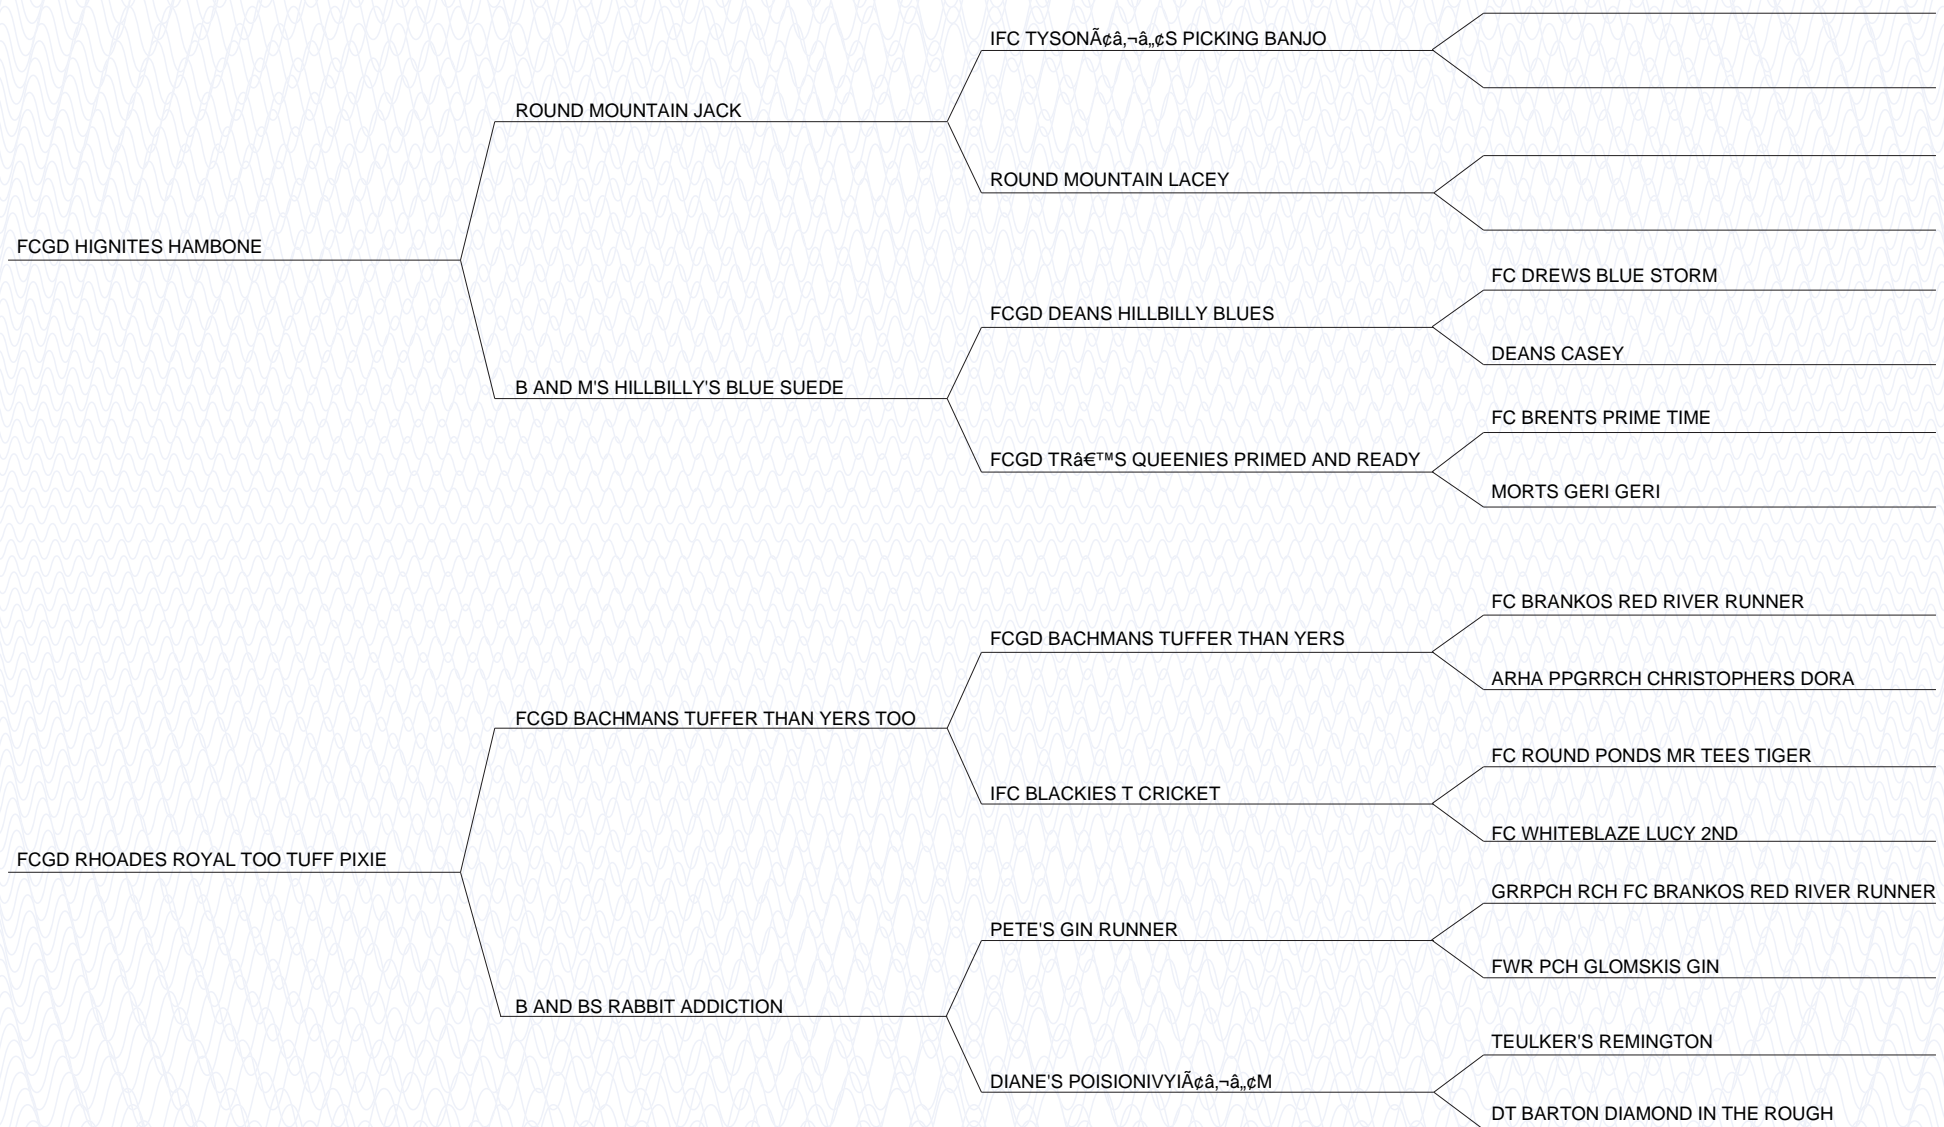 IFC TYSONÃ¢â‚¬â„¢S PICKING BANJO
ROUND MOUNTAIN JACK
ROUND MOUNTAIN LACEY
FCGD HIGNITES HAMBONE
FC DREWS BLUE STORM
FCGD DEANS HILLBILLY BLUES
DEANS CASEY
B AND M'S HILLBILLY'S BLUE SUEDE
FC BRENTS PRIME TIME
FCGD TRâ€™S QUEENIES PRIMED AND READY
MORTS GERI GERI
FC BRANKOS RED RIVER RUNNER
FCGD BACHMANS TUFFER THAN YERS
ARHA PPGRRCH CHRISTOPHERS DORA
FCGD BACHMANS TUFFER THAN YERS TOO
FC ROUND PONDS MR TEES TIGER
IFC BLACKIES T CRICKET
FC WHITEBLAZE LUCY 2ND
FCGD RHOADES ROYAL TOO TUFF PIXIE
GRRPCH RCH FC BRANKOS RED RIVER RUNNER
PETE'S GIN RUNNER
FWR PCH GLOMSKIS GIN
B AND BS RABBIT ADDICTION
TEULKER'S REMINGTON
DIANE'S POISIONIVYIÃ¢â‚¬â„¢M
DT BARTON DIAMOND IN THE ROUGH